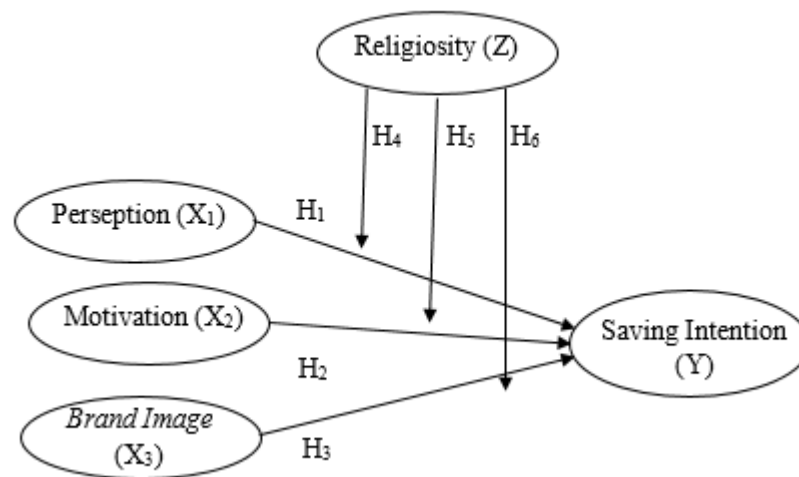 Religiosity (Z)
H4
H5
H6
Perseption (X1)
H1
Motivation (X2)
H2
Saving Intention
(Y)
Brand Image
(X3)
H3